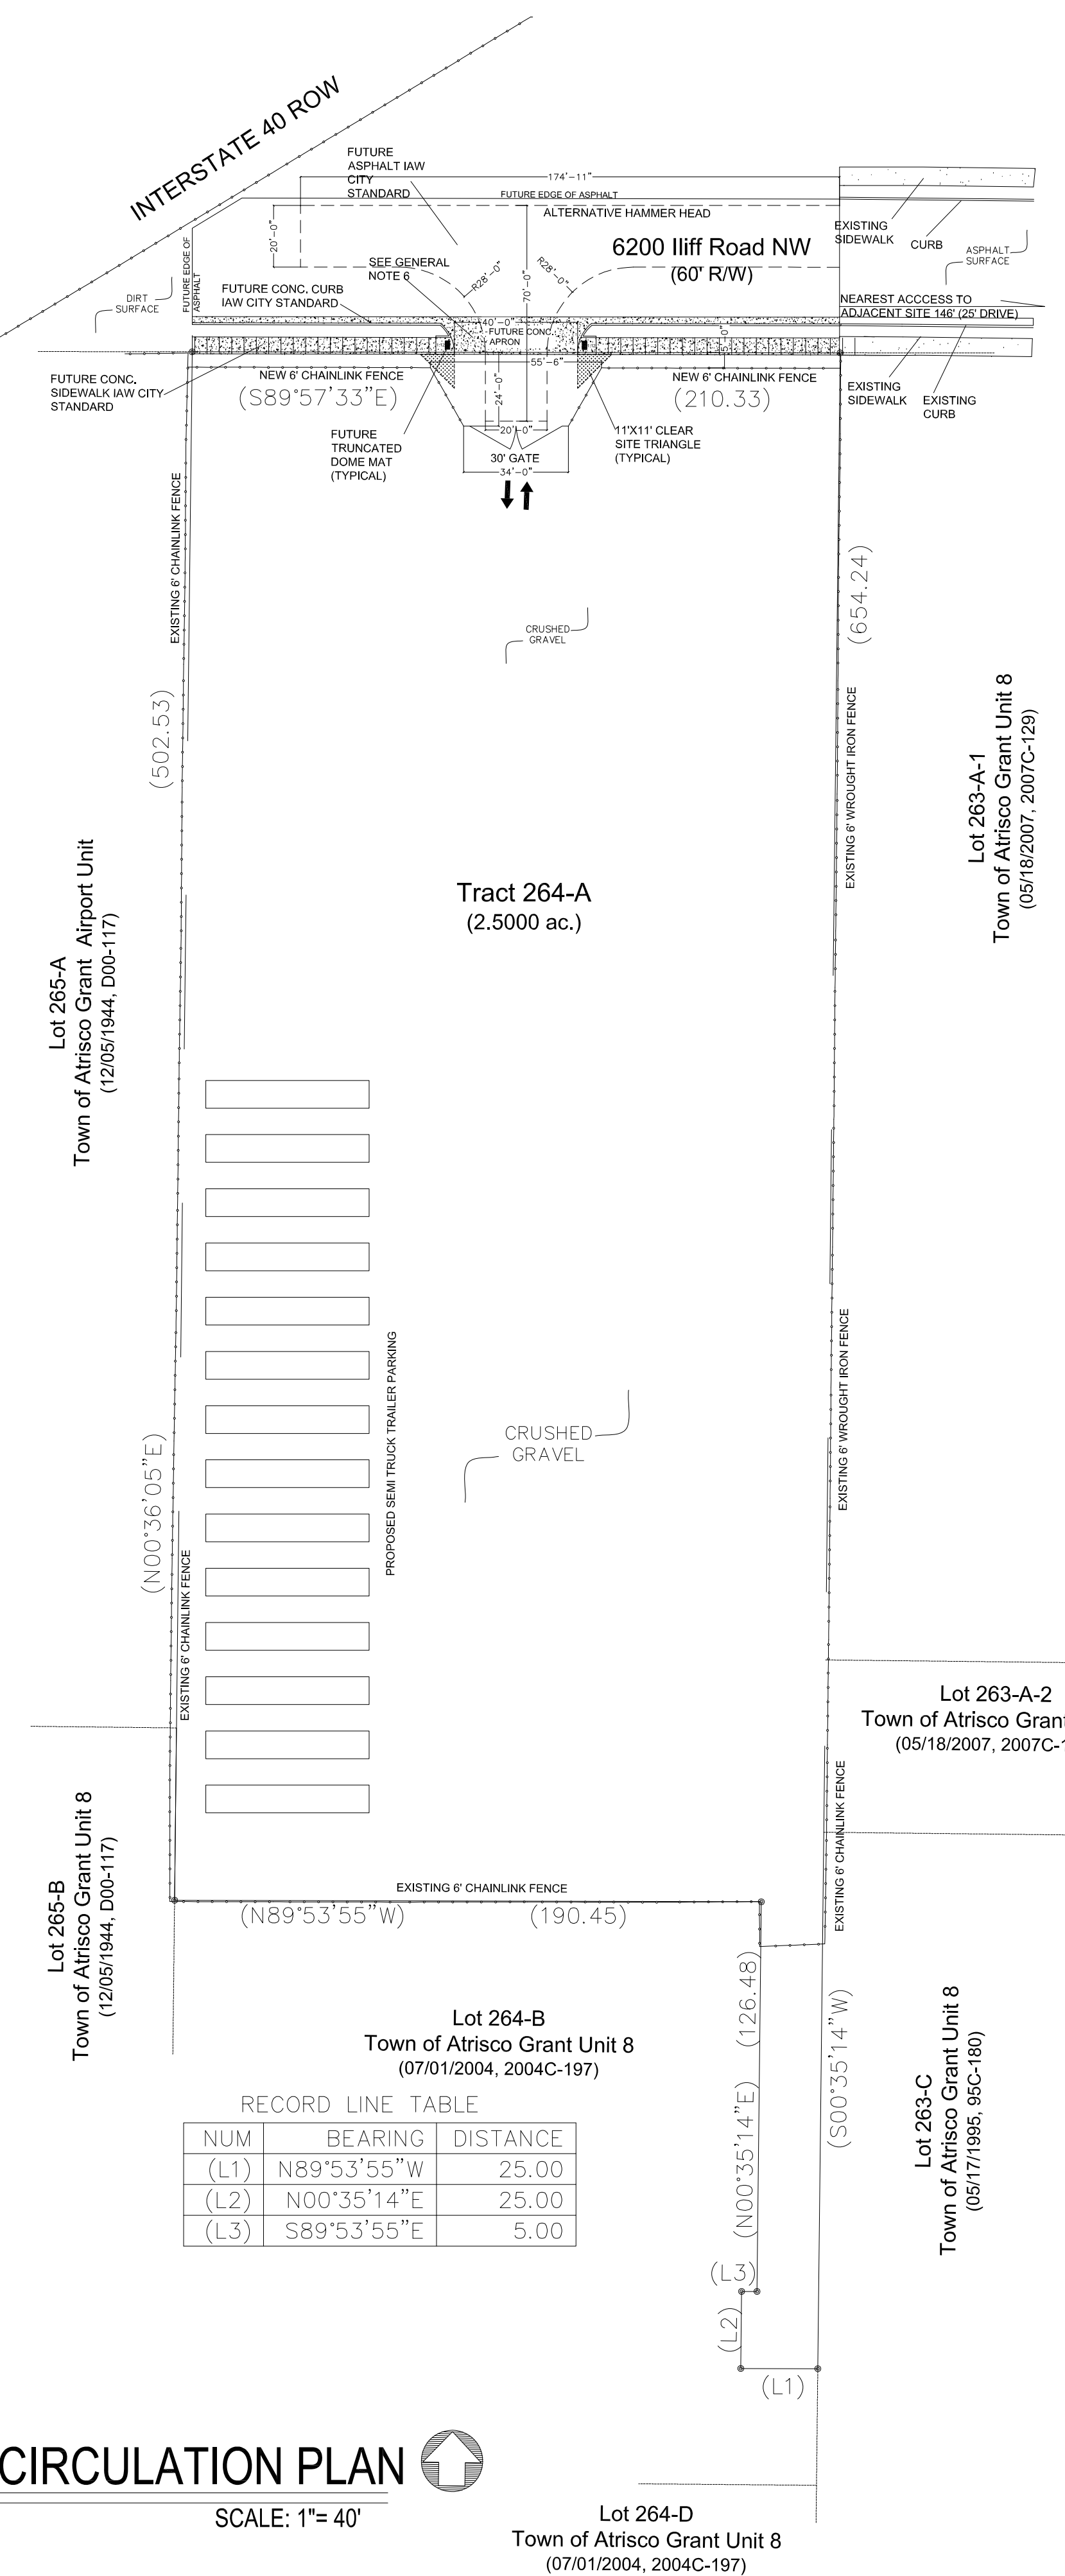 INTERSTATE 40 ROW
FUTURE
ASPHALT IAW
CITY
STANDARD
174'-11"
FUTURE EDGE OF ASPHALT
ALTERNATIVE HAMMER HEAD
20'-0"
6200 Iliff Road NW
(60' R/W)
EXISTING
SIDEWALK
CURB
ASPHALT
SURFACE
SEE GENERAL
NOTE 6
R28'-0"
R28'-0"
70'-0"
FUTURE EDGE OF
ASPHALT
DIRT
SURFACE
FUTURE CONC. CURB
IAW CITY STANDARD
NEAREST ACCCESS TO
ADJACENT SITE 146' (25' DRIVE)
40'-0"
FUTURE CONC.
APRON
5'-0"
55'-6"
FUTURE CONC.
SIDEWALK IAW CITY
STANDARD
NEW 6' CHAINLINK FENCE
(S89°57'33"E)
24'-0"
NEW 6' CHAINLINK FENCE
(210.33)
EXISTING
SIDEWALK
EXISTING
CURB
FUTURE
TRUNCATED
DOME MAT
(TYPICAL)
20'-0"
30' GATE
34'-0"
11'X11' CLEAR
SITE TRIANGLE
(TYPICAL)
EXISTING 6' CHAINLINK FENCE
(654.24)
CRUSHED
GRAVEL
(502.53)
EXISTING 6' WROUGHT IRON FENCE
Lot 263-A-1
Town of Atrisco Grant Unit 8
(05/18/2007, 2007C-129)
Tract 264-A
(2.5000 ac.)
Lot 265-A
Town of Atrisco Grant Airport Unit
(12/05/1944, D00-117)
PROPOSED SEMI TRUCK TRAILER PARKING
EXISTING 6' WROUGHT IRON FENCE
CRUSHED
GRAVEL
(N00°36'05"E)
EXISTING 6' CHAINLINK FENCE
Lot 263-A-2
Town of Atrisco Grant
(05/18/2007, 2007C-1
EXISTING 6' CHAINLINK FENCE
Lot 265-B
Town of Atrisco Grant Unit 8
(12/05/1944, D00-117)
EXISTING 6' CHAINLINK FENCE
(N89°53'55"W)
(190.45)
(126.48)
(N00°35'14"E)
(S00°35'14"W)
Lot 264-B
Town of Atrisco Grant Unit 8
(07/01/2004, 2004C-197)
Lot 263-C
Town of Atrisco Grant Unit 8
(05/17/1995, 95C-180)
RECORD LINE TABLE
NUM BEARING DISTANCE
(L1) N89°53'55"W 25.00
(L2) N00°35'14"E 25.00
(L3) S89°53'55"E 5.00
(L3)
(L2)
(L1)
CIRCULATION PLAN
SCALE: 1"= 40'
Lot 264-D
Town of Atrisco Grant Unit 8
(07/01/2004, 2004C-197)